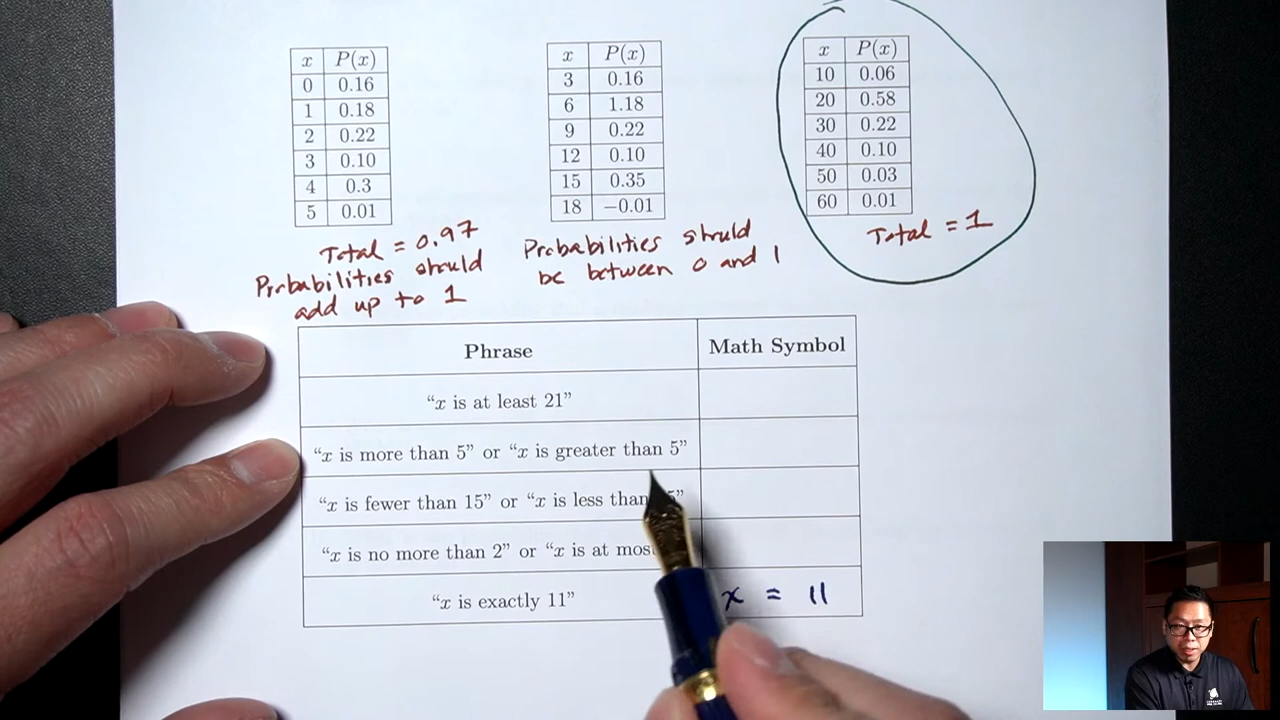 x P(x)
0 0.16
1 0.18
2 0.22
3 0.10
4 0.3
5 0.01
Total = 0.97
Probabilities should
add up to 1
x P(x)
3 0.16
6 1.18
9 0.22
12 0.10
15 0.35
18 −0.01
Probabilities should
be between 0 and 1
x P(x)
10 0.06
20 0.58
30 0.22
40 0.10
50 0.03
60 0.01
Total = 1
Phrase Math Symbol
“x is at least 21”
“x is more than 5” or “x is greater than 5”
“x is fewer than 15” or “x is less than 5”
“x is no more than 2” or “x is at mos
“x is exactly 11” x = 11